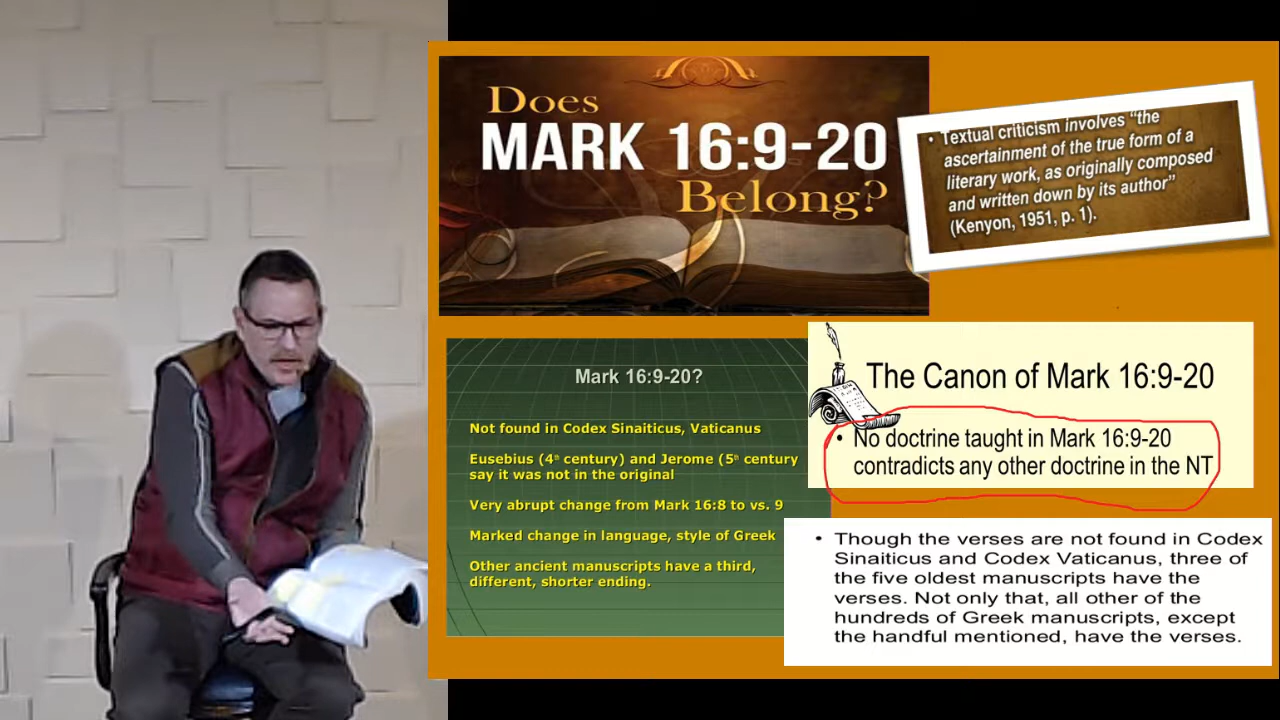 Does
MARK 16:9-20
Belong?
• Textual criticism involves "the
ascertainment of the true form of a
literary work, as originally composed
and written down by its author"
(Kenyon, 1951, p. 1).
Mark 16:9-20?
Not found in Codex Sinaiticus, Vaticanus
Eusebius (4th century) and Jerome (5th century
say it was not in the original
Very abrupt change from Mark 16:8 to vs. 9
Marked change in language, style of Greek
Other ancient manuscripts have a third,
different, shorter ending.
The Canon of Mark 16:9-20
• No doctrine taught in Mark 16:9-20
contradicts any other doctrine in the NT
• Though the verses are not found in Codex
Sinaiticus and Codex Vaticanus, three of
the five oldest manuscripts have the
verses. Not only that, all other of the
hundreds of Greek manuscripts, except
the handful mentioned, have the verses.